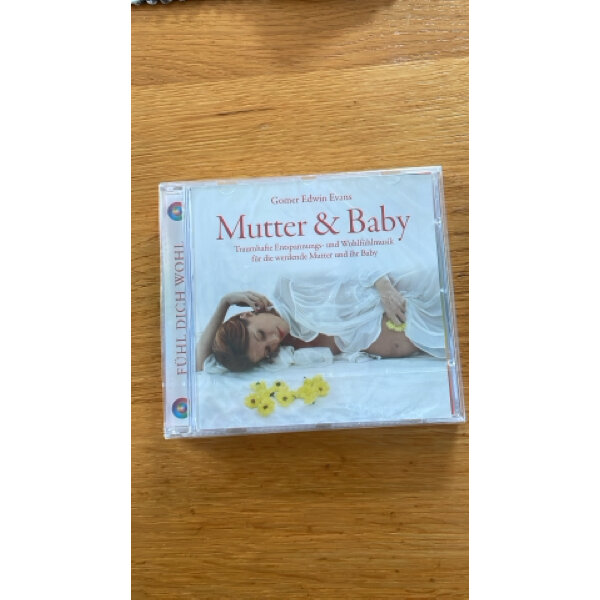 Gomer Edwin Evans
Mutter & Baby
Traumhafte Entspannungs- und Wohlfühlmusik
für die werdende Mutter und ihr Baby
FÜHL DICH WOHL